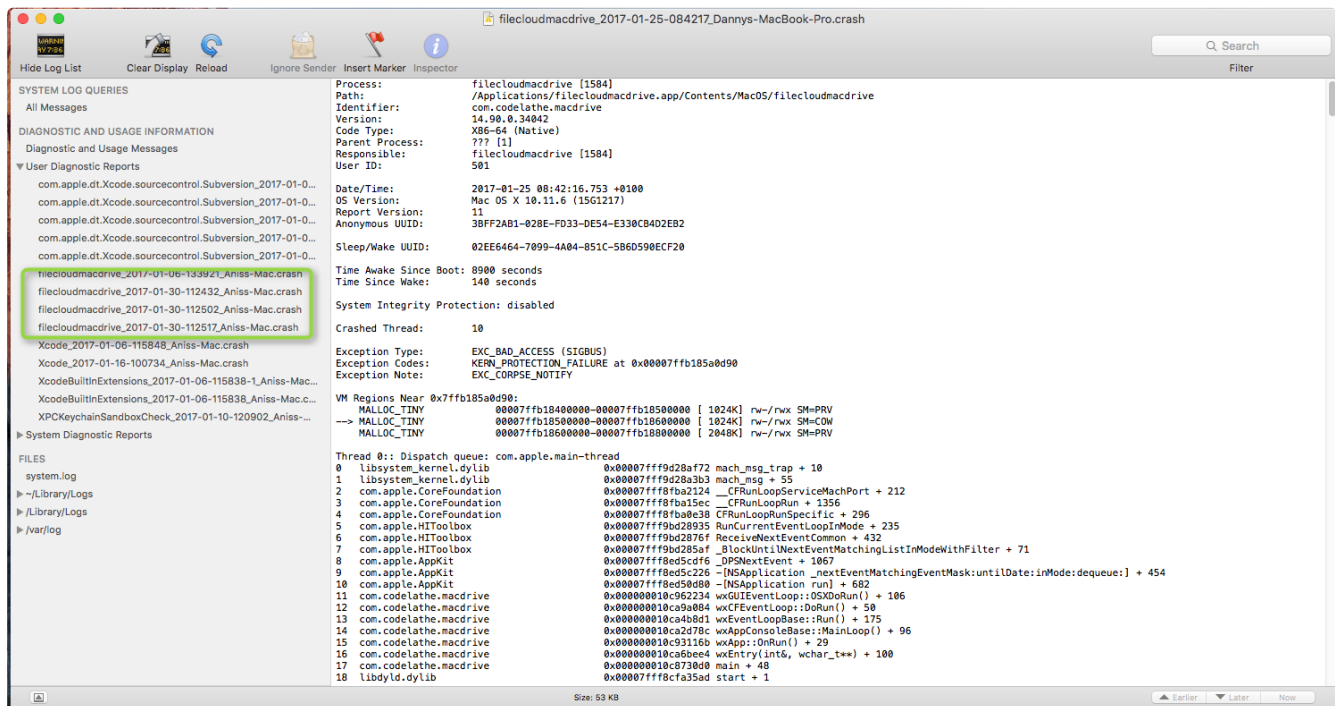 filecloudmacdrive_2017-01-25-084217_Dannys-MacBook-Pro.crash
WARNIN
AY 7:86
7:86
Search
Hide Log List Clear Display Reload Ignore Sender Insert Marker Inspector Filter
SYSTEM LOG QUERIES
All Messages
DIAGNOSTIC AND USAGE INFORMATION
Diagnostic and Usage Messages
User Diagnostic Reports
com.apple.dt.Xcode.sourcecontrol.Subversion_2017-01-0...
com.apple.dt.Xcode.sourcecontrol.Subversion_2017-01-0...
com.apple.dt.Xcode.sourcecontrol.Subversion_2017-01-0...
com.apple.dt.Xcode.sourcecontrol.Subversion_2017-01-0...
com.apple.dt.Xcode.sourcecontrol.Subversion_2017-01-0...
filecloudmacdrive_2017-01-06-133921_Aniss-Mac.crash
filecloudmacdrive_2017-01-30-112432_Aniss-Mac.crash
filecloudmacdrive_2017-01-30-112502_Aniss-Mac.crash
filecloudmacdrive_2017-01-30-112517_Aniss-Mac.crash
Xcode_2017-01-06-115848_Aniss-Mac.crash
Xcode_2017-01-16-100734_Aniss-Mac.crash
XcodeBuiltInExtensions_2017-01-06-115838-1_Aniss-Mac...
XcodeBuiltInExtensions_2017-01-06-115838_Aniss-Mac.c...
XPCKeychainSandboxCheck_2017-01-10-120902_Aniss-...
System Diagnostic Reports
FILES
system.log
~/Library/Logs
/Library/Logs
/var/log
Process: filecloudmacdrive [1584]
Path: /Applications/filecloudmacdrive.app/Contents/MacOS/filecloudmacdrive
Identifier: com.codelathe.macdrive
Version: 14.90.0.34042
Code Type: X86-64 (Native)
Parent Process: ??? [1]
Responsible: filecloudmacdrive [1584]
User ID: 501
Date/Time: 2017-01-25 08:42:16.753 +0100
OS Version: Mac OS X 10.11.6 (15G1217)
Report Version: 11
Anonymous UUID: 3BFF2AB1-028E-FD33-DE54-E330CB4D2EB2
Sleep/Wake UUID: 02EE6464-7099-4A04-851C-5B6D590ECF20
Time Awake Since Boot: 8900 seconds
Time Since Wake: 140 seconds
System Integrity Protection: disabled
Crashed Thread: 10
Exception Type: EXC_BAD_ACCESS (SIGBUS)
Exception Codes: KERN_PROTECTION_FAILURE at 0x00007ffb185a0d90
Exception Note: EXC_CORPSE_NOTIFY
VM Regions Near 0x7ffb185a0d90:
MALLOC_TINY 00007ffb18400000-00007ffb18500000 [ 1024K] rw-/rwx SM=PRV
--> MALLOC_TINY 00007ffb18500000-00007ffb18600000 [ 1024K] rw-/rwx SM=COW
MALLOC_TINY 00007ffb18600000-00007ffb18800000 [ 2048K] rw-/rwx SM=PRV
Thread 0:: Dispatch queue: com.apple.main-thread
0 libsystem_kernel.dylib 0x00007fff9d28af72 mach_msg_trap + 10
1 libsystem_kernel.dylib 0x00007fff9d28a3b3 mach_msg + 55
2 com.apple.CoreFoundation 0x00007fff8fba2124 __CFRunLoopServiceMachPort + 212
3 com.apple.CoreFoundation 0x00007fff8fba15ec __CFRunLoopRun + 1356
4 com.apple.CoreFoundation 0x00007fff8fba0e38 CFRunLoopRunSpecific + 296
5 com.apple.HIToolbox 0x00007fff9bd28935 RunCurrentEventLoopInMode + 235
6 com.apple.HIToolbox 0x00007fff9bd2876f ReceiveNextEventCommon + 432
7 com.apple.HIToolbox 0x00007fff9bd285af _BlockUntilNextEventMatchingListInModeWithFilter + 71
8 com.apple.AppKit 0x00007fff8ed5cdf6 _DPSNextEvent + 1067
9 com.apple.AppKit 0x00007fff8ed5c226 -[NSApplication _nextEventMatchingEventMask:untilDate:inMode:dequeue:] + 454
10 com.apple.AppKit 0x00007fff8ed50d80 -[NSApplication run] + 682
11 com.codelathe.macdrive 0x000000010c962234 wxGUIEventLoop::OSXDoRun() + 106
12 com.codelathe.macdrive 0x000000010ca9a084 wxCFEventLoop::DoRun() + 50
13 com.codelathe.macdrive 0x000000010ca4b8d1 wxEventLoopBase::Run() + 175
14 com.codelathe.macdrive 0x000000010ca2d78c wxAppConsoleBase::MainLoop() + 96
15 com.codelathe.macdrive 0x000000010c93116b wxApp::OnRun() + 29
16 com.codelathe.macdrive 0x000000010ca6bee4 wxEntry(int&, wchar_t**) + 100
17 com.codelathe.macdrive 0x000000010c8730d0 main + 48
18 libdyld.dylib 0x00007fff8cfa35ad start + 1
Size: 53 KB
Earlier Later Now